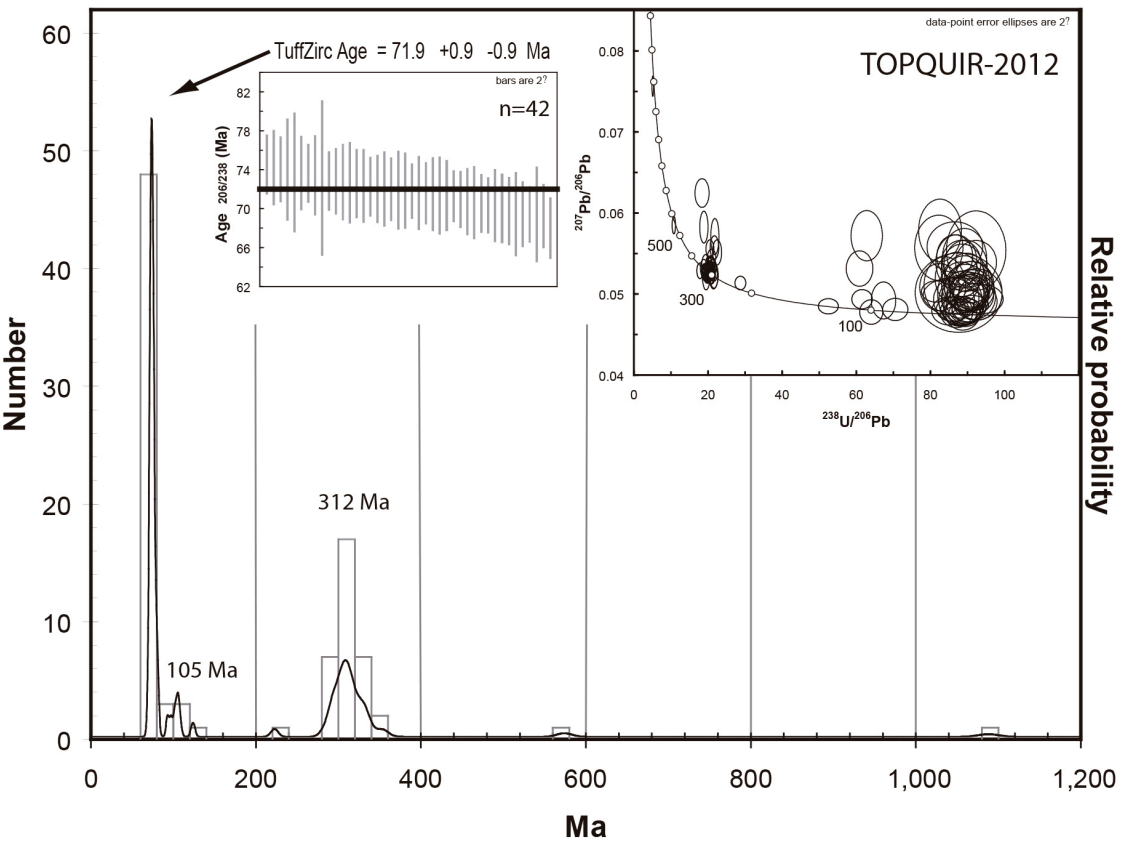 60
50
40
30
20
10
0
Number
TuffZirc Age = 71.9 +0.9 -0.9 Ma
bars are 2?
n=42
82
78
74
70
66
62
Age 206/238 (Ma)
data-point error ellipses are 2?
TOPQUIR-2012
0.08
0.07
0.06
0.05
0.04
207Pb/206Pb
500
300
100
0 20 40 60 80 100
238U/206Pb
Relative probability
312 Ma
105 Ma
0 200 400 600 800 1,000 1,200
Ma